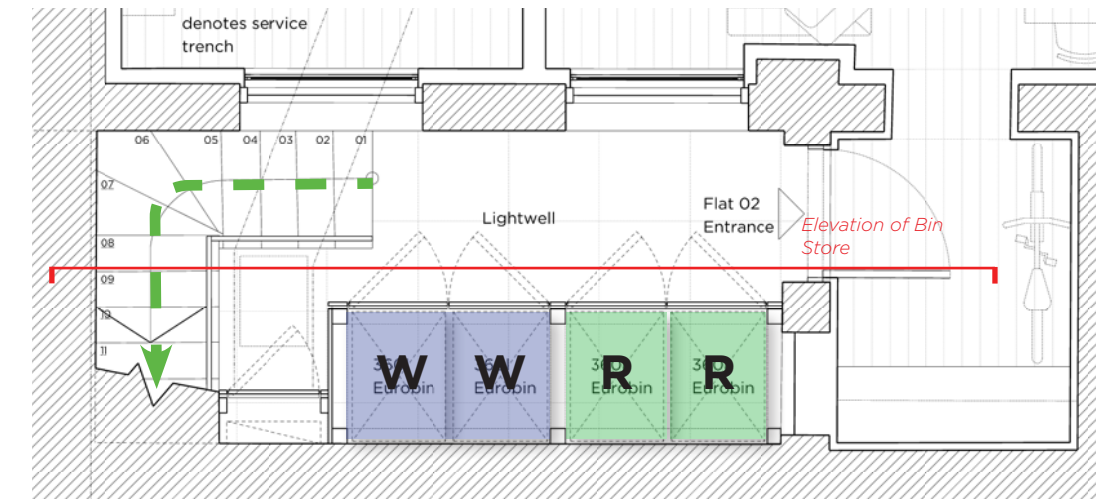 denotes service
trench
06
05
04
03
02
01
07
08
09
10
11
Lightwell
Flat 02
Entrance
Elevation of Bin
Store
W
W
R
R
Eurobin
Eurobin
Eurobin
Eurobin